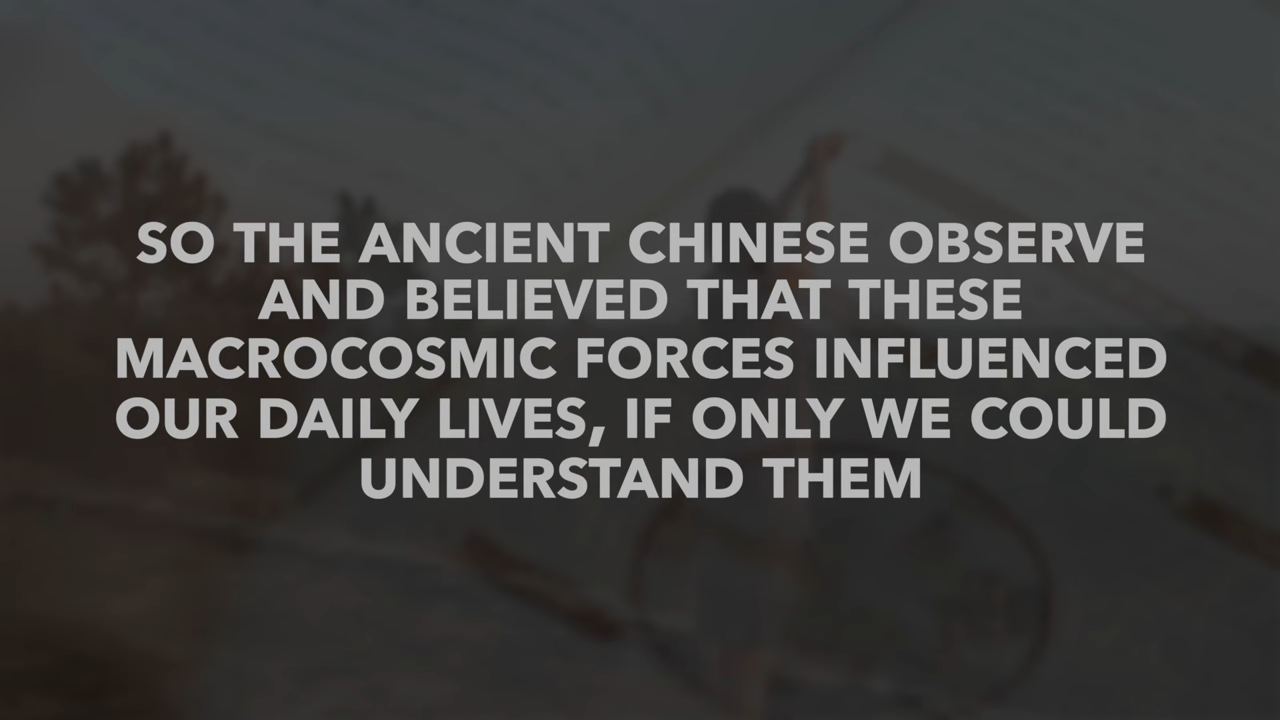 SO THE ANCIENT CHINESE OBSERVE
AND BELIEVED THAT THESE
MACROCOSMIC FORCES INFLUENCED
OUR DAILY LIVES, IF ONLY WE COULD
UNDERSTAND THEM